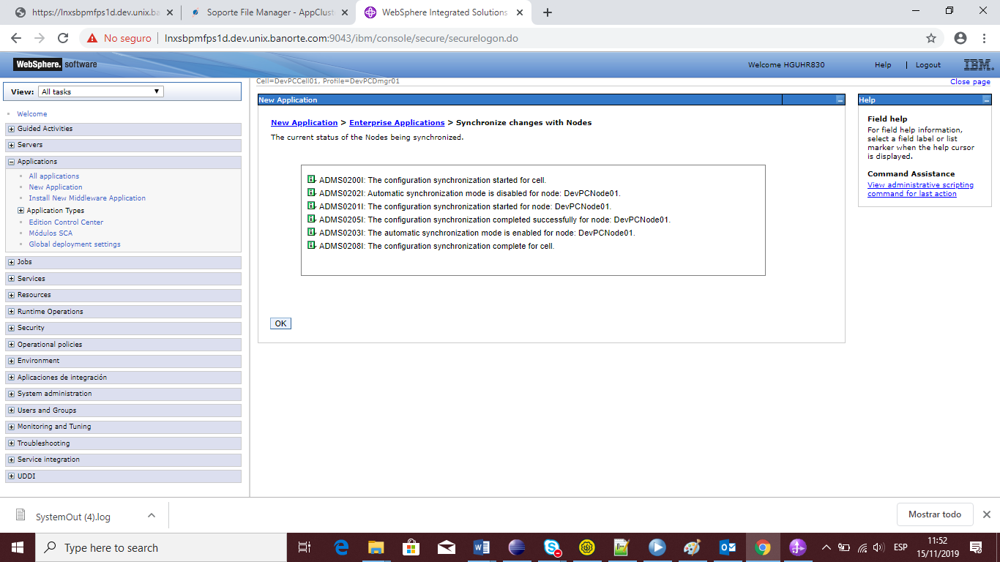 https://lnxsbpmfps1d.dev.unix.ba
Soporte File Manager - AppClust
WebSphere Integrated Solutions
No seguro
lnxsbpmfps1d.dev.unix.banorte.com:9043/ibm/console/secure/securelogon.do
WebSphere. software
Welcome HGUHR830
Help
Logout
IBM.
View: All tasks
Cell=DevPCCell01, Profile=DevPCDmgr01
Close page
Welcome
Guided Activities
Servers
Applications
All applications
New Application
Install New Middleware Application
Application Types
Edition Control Center
Módulos SCA
Global deployment settings
Jobs
Services
Resources
Runtime Operations
Security
Operational policies
Environment
Aplicaciones de integración
System administration
Users and Groups
Monitoring and Tuning
Troubleshooting
Service integration
UDDI
New Application
New Application > Enterprise Applications > Synchronize changes with Nodes
The current status of the Nodes being synchronized.
ADMS0200I: The configuration synchronization started for cell.
ADMS0202I: Automatic synchronization mode is disabled for node: DevPCNode01.
ADMS0201I: The configuration synchronization started for node: DevPCNode01.
ADMS0205I: The configuration synchronization completed successfully for node: DevPCNode01.
ADMS0203I: The automatic synchronization mode is enabled for node: DevPCNode01.
ADMS0208I: The configuration synchronization complete for cell.
OK
Help
Field help
For field help information,
select a field label or list
marker when the help cursor
is displayed.
Command Assistance
View administrative scripting
command for last action
SystemOut (4).log
Mostrar todo
Type here to search
ESP
11:52
15/11/2019